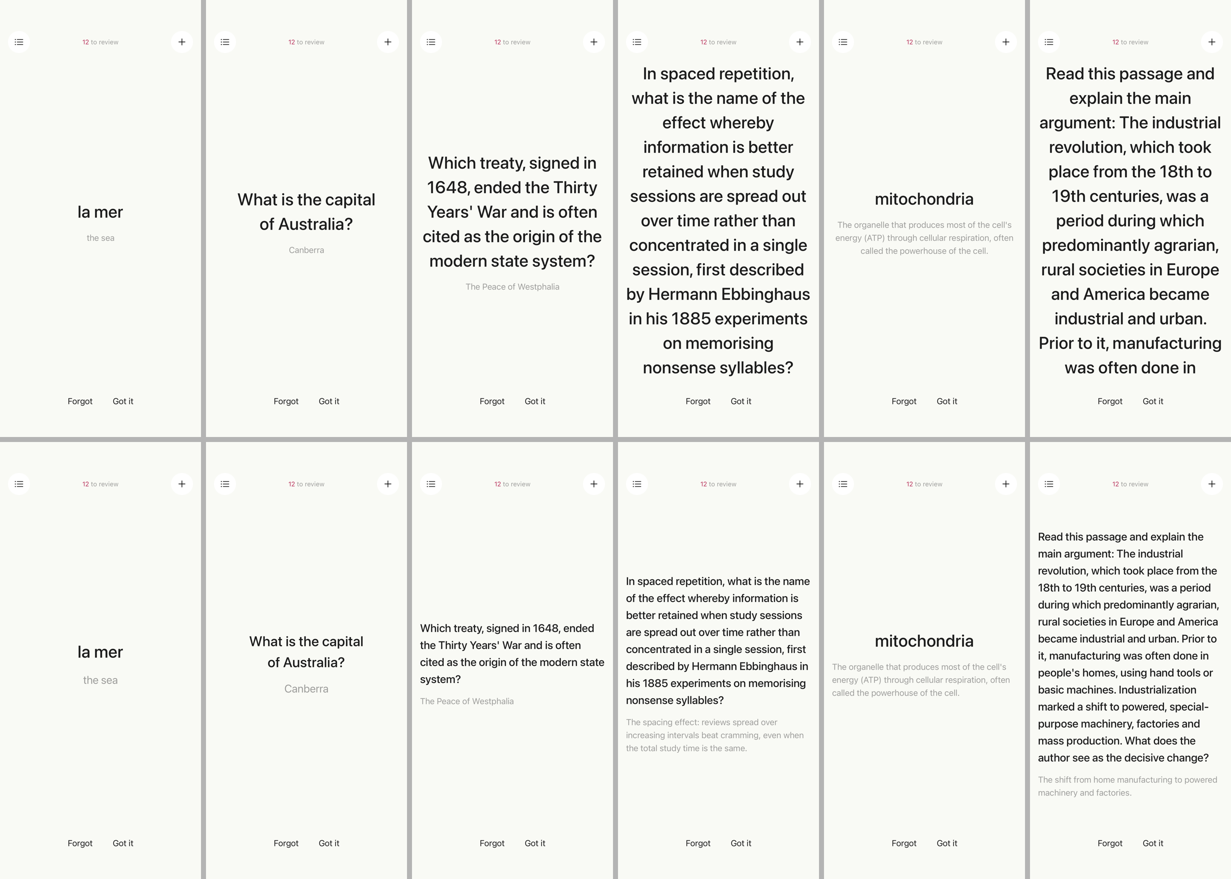 12 to review
la mer
the sea
Forgot Got it
12 to review
What is the capital
of Australia?
Canberra
Forgot Got it
12 to review
Which treaty, signed in
1648, ended the Thirty
Years' War and is often
cited as the origin of the
modern state system?
The Peace of Westphalia
Forgot Got it
12 to review
In spaced repetition,
what is the name of the
effect whereby
information is better
retained when study
sessions are spread out
over time rather than
concentrated in a single
session, first described
by Hermann Ebbinghaus
in his 1885 experiments
on memorising
nonsense syllables?
Forgot Got it
12 to review
mitochondria
The organelle that produces most of the cell's
energy (ATP) through cellular respiration, often
called the powerhouse of the cell.
Forgot Got it
12 to review
Read this passage and
explain the main
argument: The industrial
revolution, which took
place from the 18th to
19th centuries, was a
period during which
predominantly agrarian,
rural societies in Europe
and America became
industrial and urban.
Prior to it, manufacturing
was often done in
Forgot Got it
12 to review
la mer
the sea
Forgot Got it
12 to review
What is the capital
of Australia?
Canberra
Forgot Got it
12 to review
Which treaty, signed in 1648, ended
the Thirty Years' War and is often
cited as the origin of the modern state
system?
The Peace of Westphalia
Forgot Got it
12 to review
In spaced repetition, what is the name
of the effect whereby information is
better retained when study sessions
are spread out over time rather than
concentrated in a single session, first
described by Hermann Ebbinghaus in
his 1885 experiments on memorising
nonsense syllables?
The spacing effect: reviews spread over
increasing intervals beat cramming, even when
the total study time is the same.
Forgot Got it
12 to review
mitochondria
The organelle that produces most of the cell's
energy (ATP) through cellular respiration, often
called the powerhouse of the cell.
Forgot Got it
12 to review
Read this passage and explain the
main argument: The industrial
revolution, which took place from the
18th to 19th centuries, was a period
during which predominantly agrarian,
rural societies in Europe and America
became industrial and urban. Prior to
it, manufacturing was often done in
people's homes, using hand tools or
basic machines. Industrialization
marked a shift to powered, special-
purpose machinery, factories and
mass production. What does the
author see as the decisive change?
The shift from home manufacturing to powered
machinery and factories.
Forgot Got it